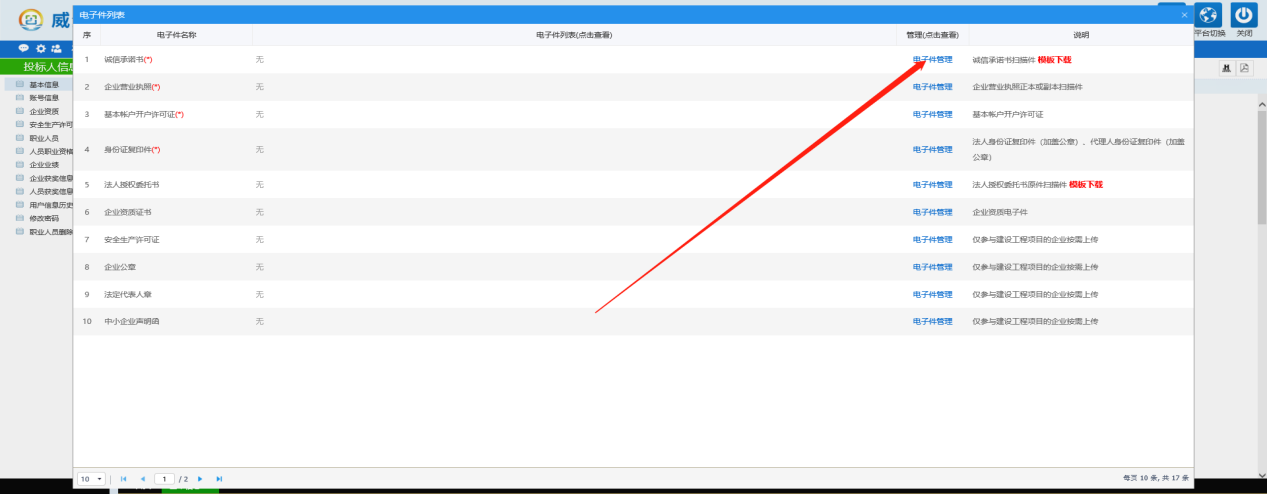 威
电子件列表
平台切换 关闭
投标人信息
基本信息
账号信息
企业资质
安全生产许可
职业人员
人员职业资格
企业业绩
企业获奖信息
人员获奖信息
用户信息历史
修改密码
职业人员删除
序 电子件名称 电子件列表(点击查看) 管理(点击查看) 说明
1 诚信承诺书(*) 无 电子件管理 诚信承诺书扫描件 模板下载
2 企业营业执照(*) 无 电子件管理 企业营业执照正本或副本扫描件
3 基本帐户开户许可证(*) 无 电子件管理 基本帐户开户许可证
4 身份证复印件(*) 无 电子件管理 法人身份证复印件（加盖公章）、代理人身份证复印件（加盖
公章）
5 法人授权委托书 无 电子件管理 法人授权委托书原件扫描件 模板下载
6 企业资质证书 无 电子件管理 企业资质电子件
7 安全生产许可证 无 电子件管理 仅参与建设工程项目的企业按需上传
8 企业公章 无 电子件管理 仅参与建设工程项目的企业按需上传
9 法定代表人章 无 电子件管理 仅参与建设工程项目的企业按需上传
10 中小企业声明函 无 电子件管理 仅参与建设工程项目的企业按需上传
10 1 / 2 每页 10 条, 共 17 条